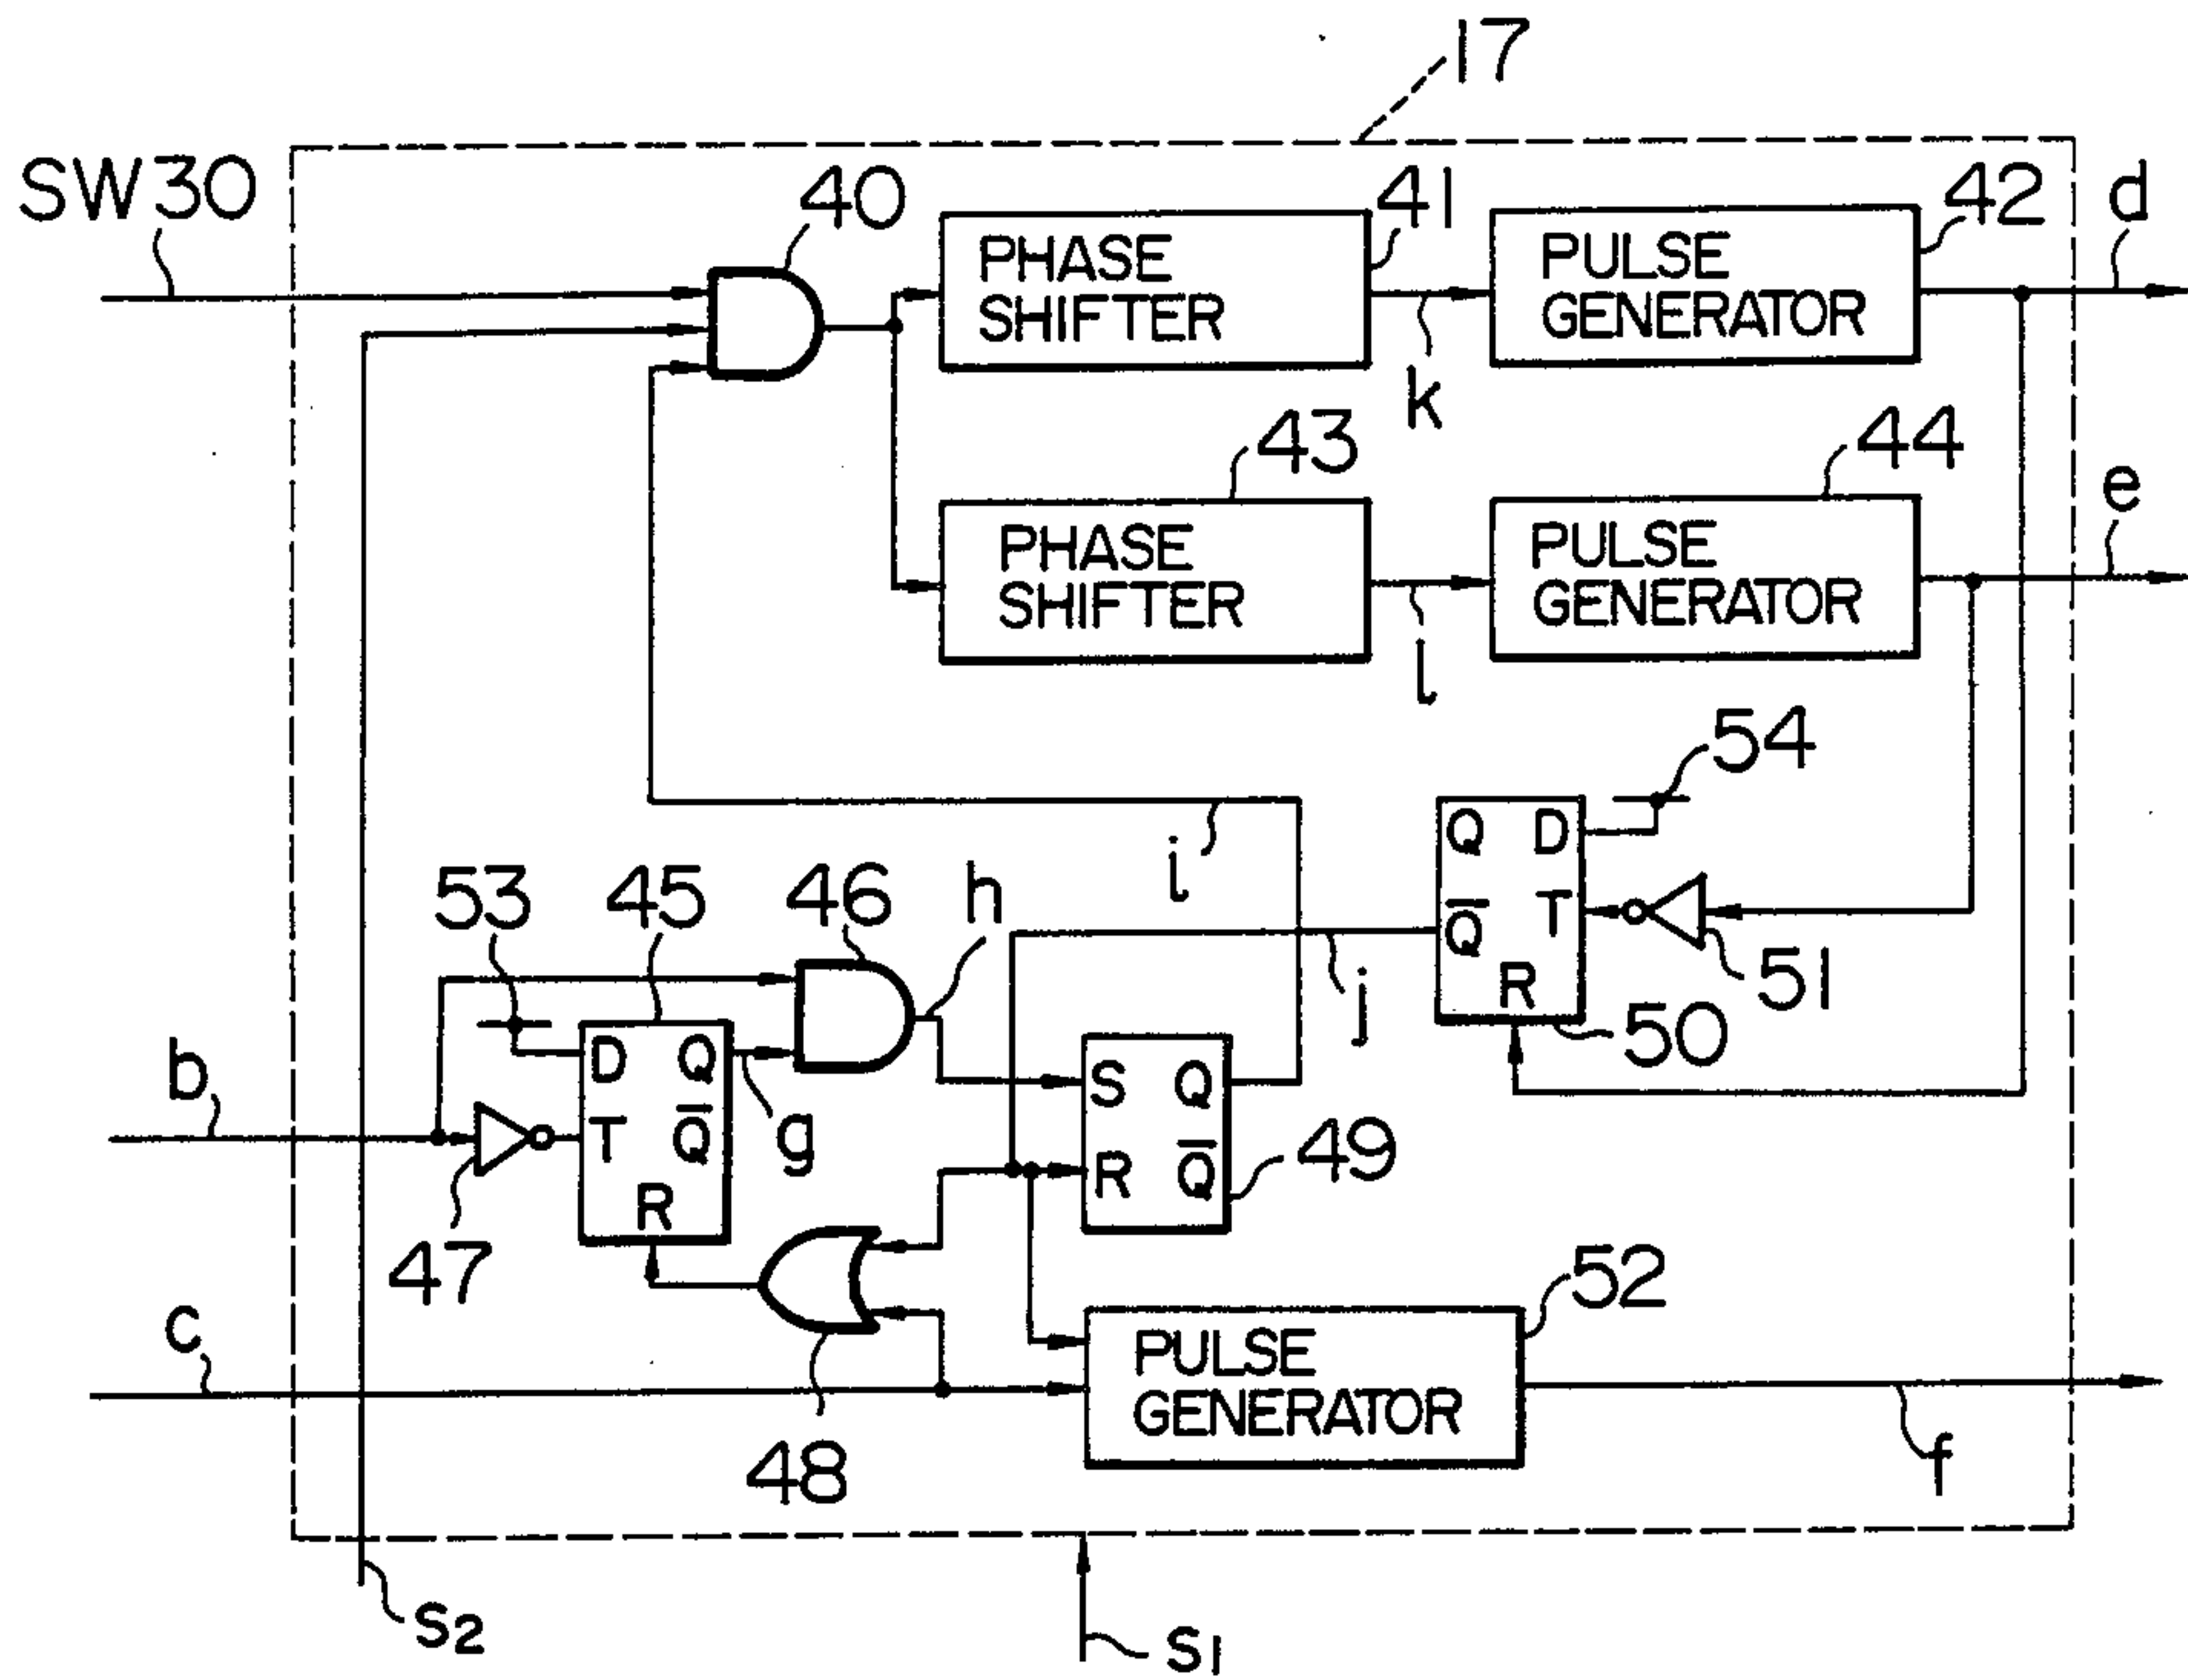 17
SW30
40
41
42
d
PHASE
SHIFTER
PULSE
GENERATOR
k
43
44
e
PHASE
SHIFTER
PULSE
GENERATOR
l
54
i
Q D
Q̅ T
R
51
50
53
45
46
h
j
b
D Q
T Q̅
R
g
S Q
R Q̅
49
47
48
c
52
PULSE
GENERATOR
f
S2
S1